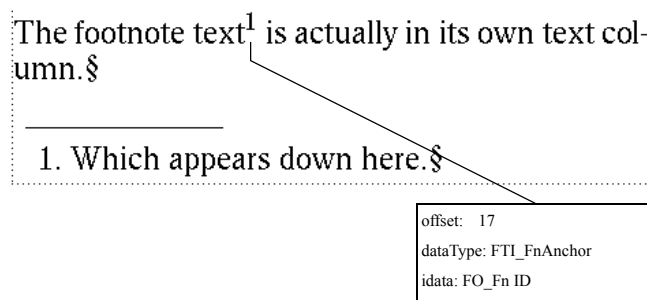 The footnote text1 is actually in its own text col-
umn.§
1. Which appears down here.§
offset: 17
dataType: FTI_FnAnchor
idata: FO_Fn ID